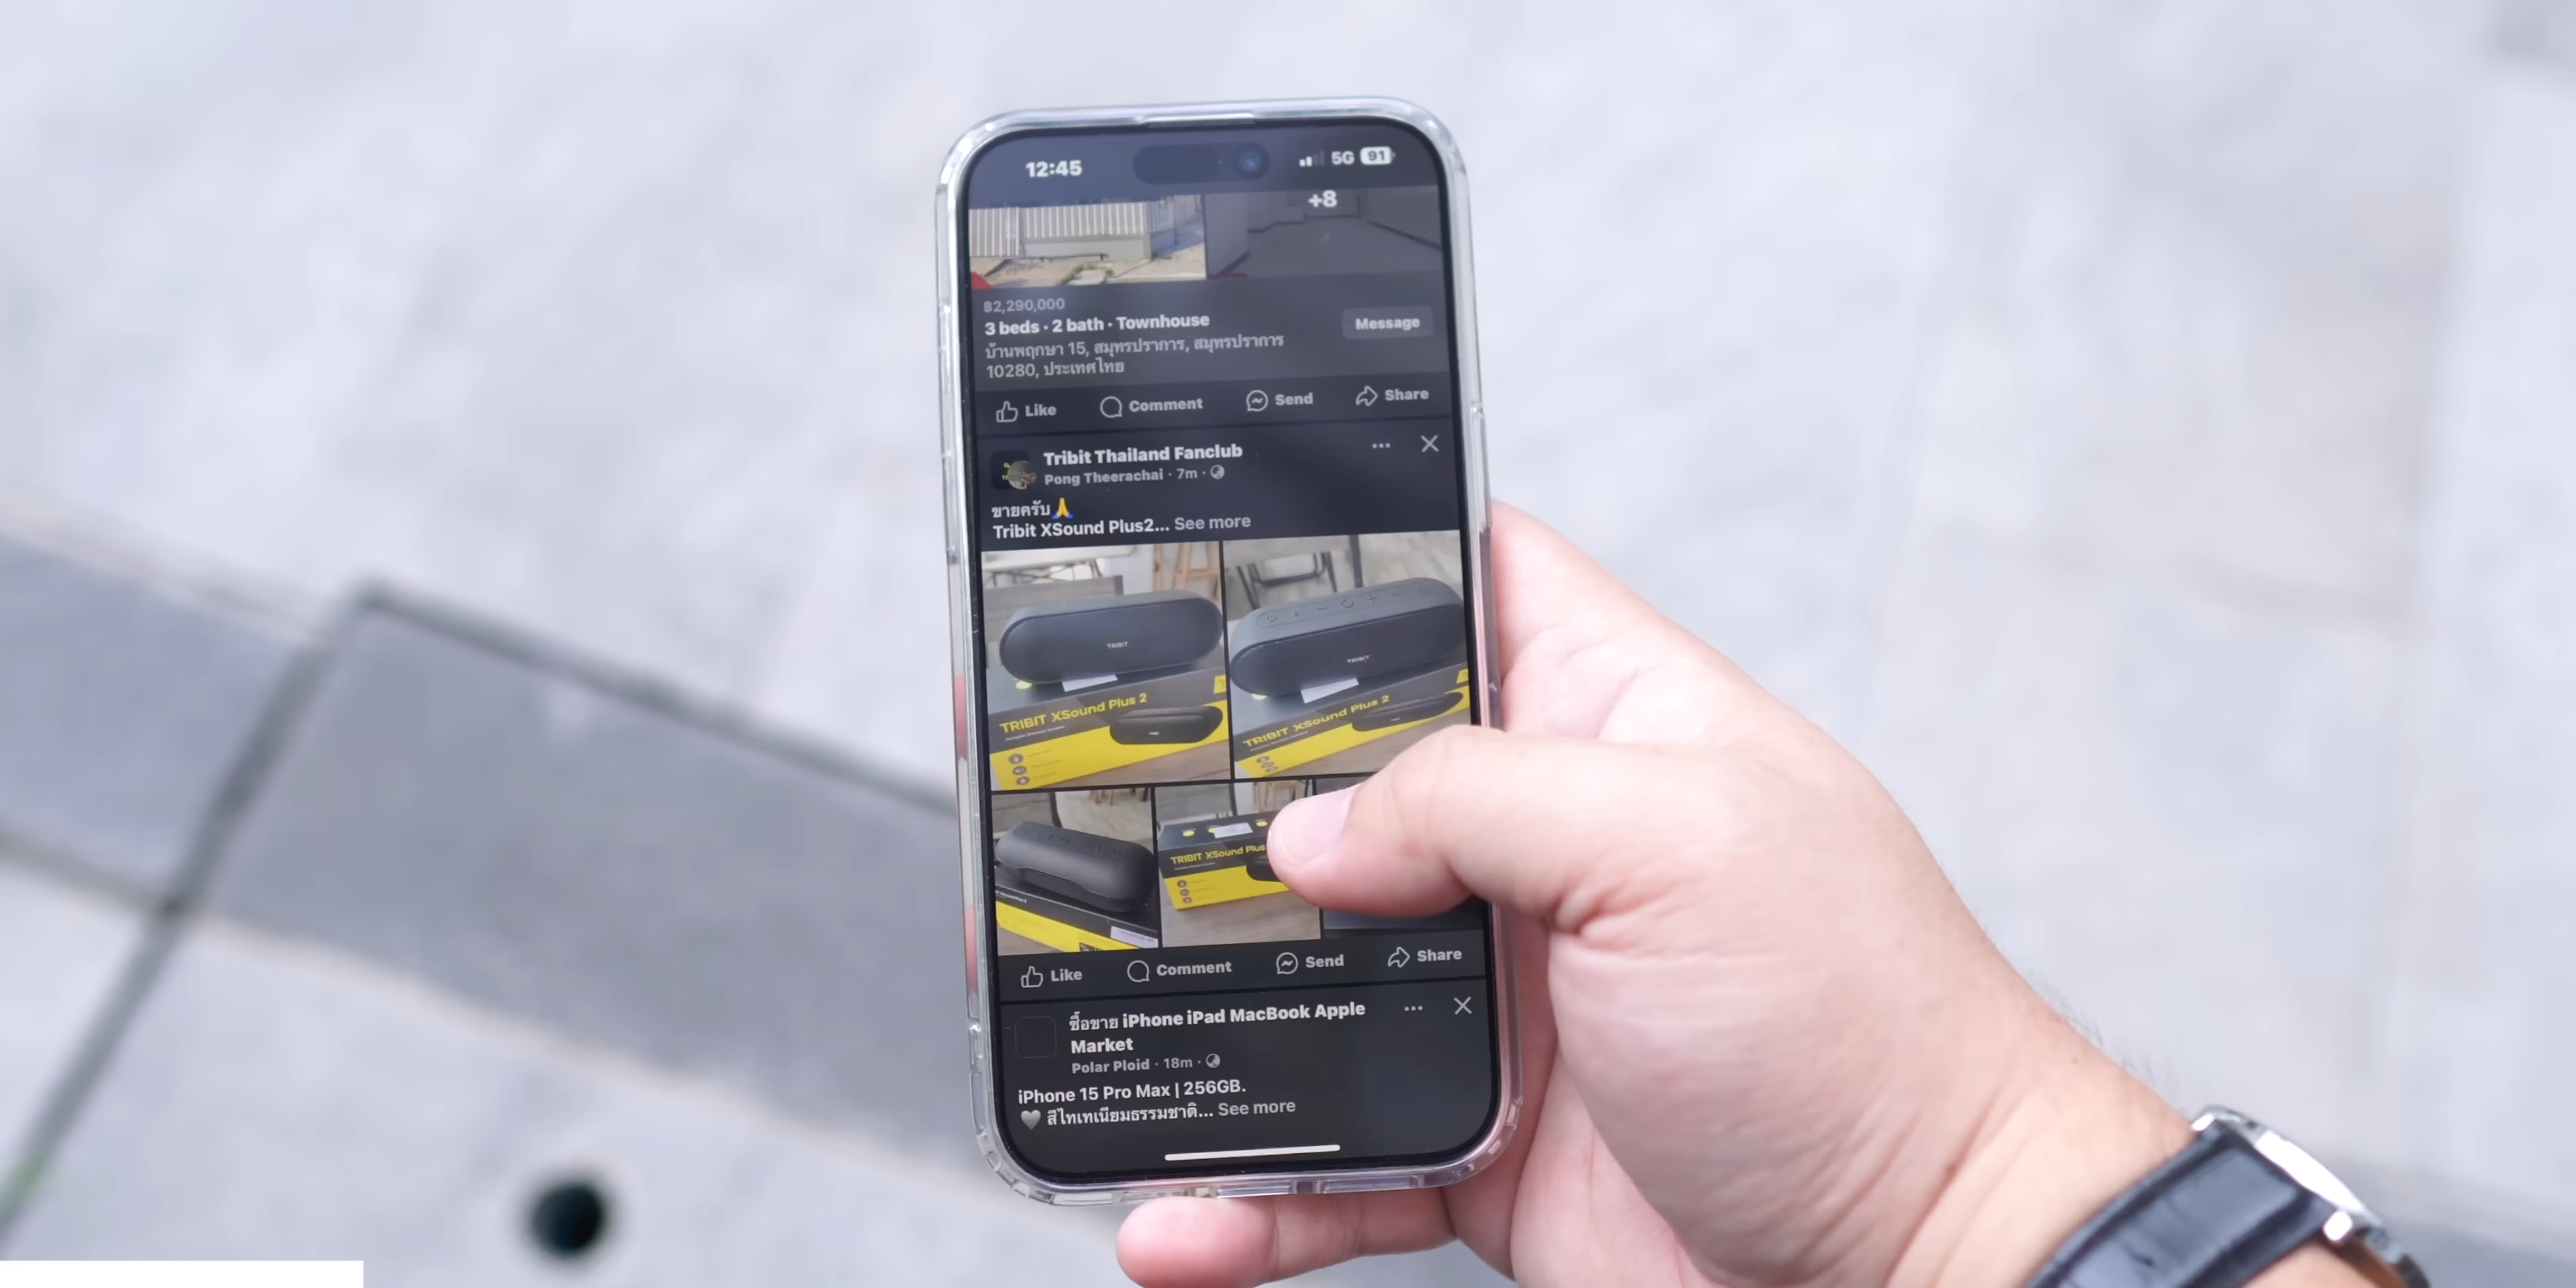 12:45
5G 91
+8
฿2,290,000
3 beds · 2 bath · Townhouse
Message
บ้านพฤกษา 15, สมุทรปราการ, สมุทรปราการ
10280, ประเทศไทย
Like
Comment
Send
Share
Tribit Thailand Fanclub
Pong Theerachai · 7m ·
ขายครับ🙏
Tribit XSound Plus2... See more
TRIBIT
TRIBIT
TRIBIT XSound Plus 2
TRIBIT XSound Plus 2
TRIBIT XSound Plus
Like
Comment
Send
Share
ซื้อขาย iPhone iPad MacBook Apple
Market
Polar Ploid · 18m ·
iPhone 15 Pro Max | 256GB.
🩶 สีไทเทเนียมธรรมชาติ... See more